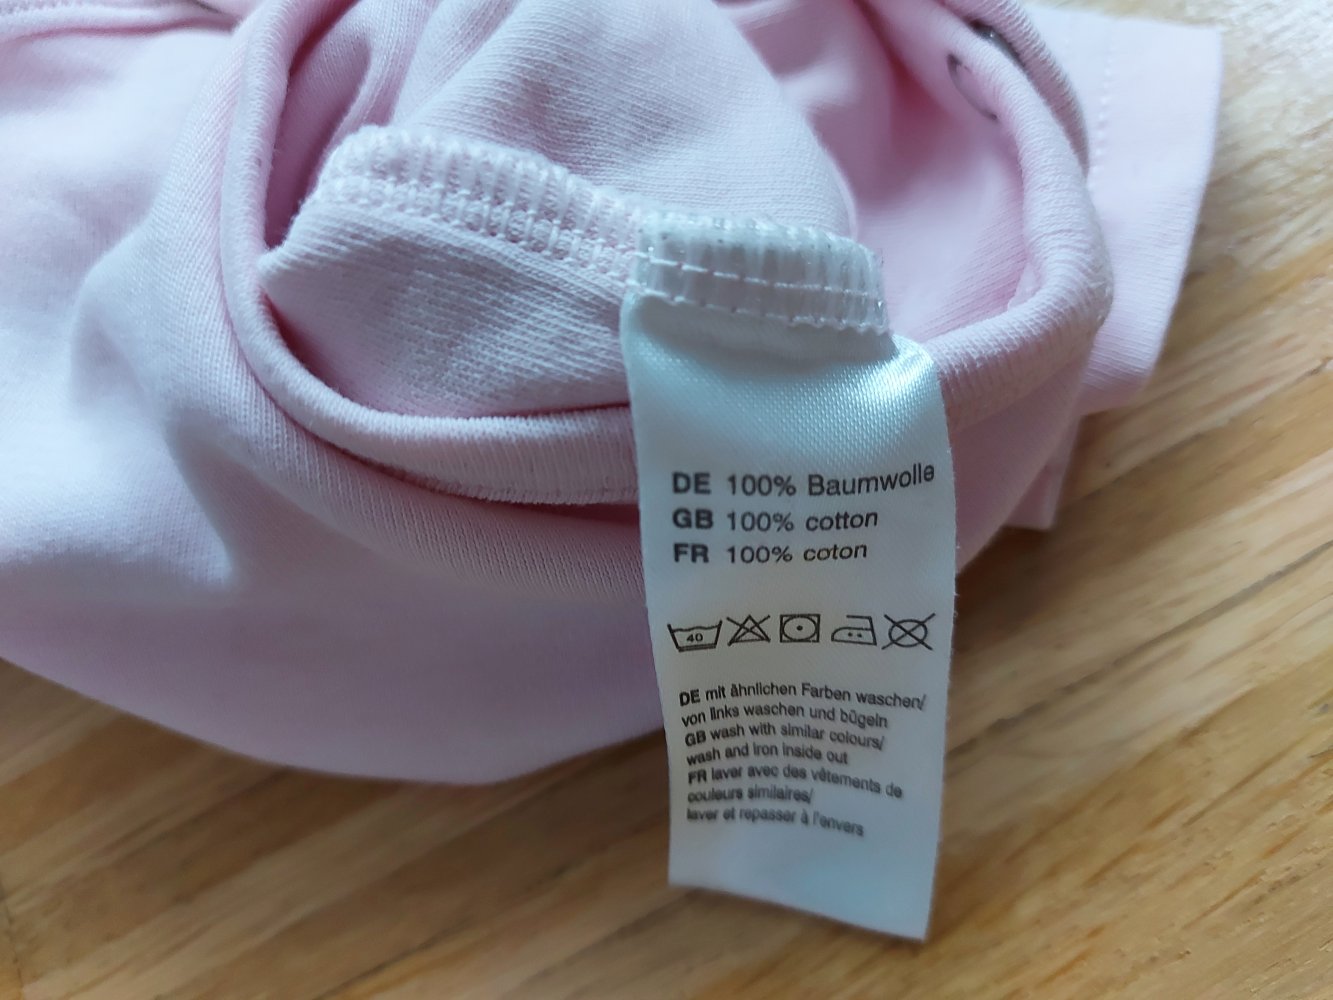 DE 100% Baumwolle
GB 100% cotton
FR 100% coton
40
DE mit ähnlichen Farben waschen/
von links waschen und bügeln
GB wash with similar colours/
wash and iron inside out
FR laver avec des vêtements de
couleurs similaires/
laver et repasser à l'envers